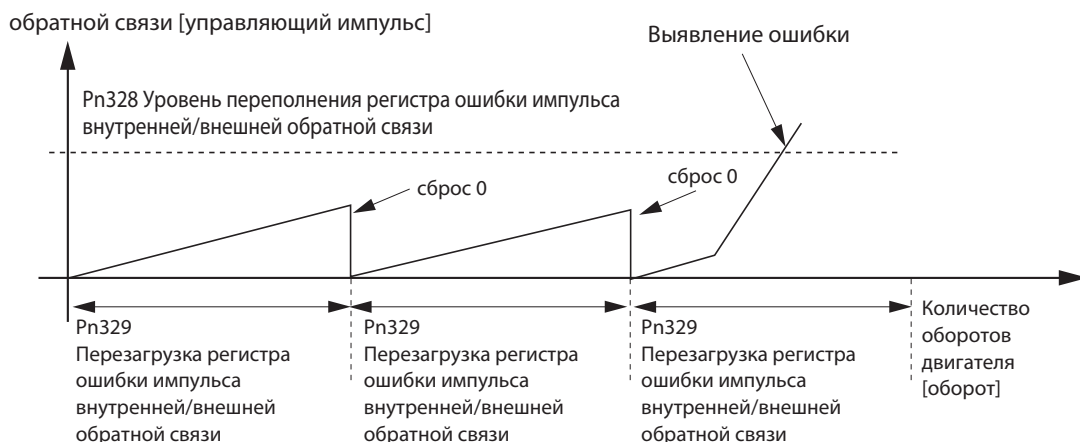 обратной связи [управляющий импульс]
Выявление ошибки
Pn328 Уровень переполнения регистра ошибки импульса
внутренней/внешней обратной связи
сброс 0
сброс 0
Pn329
Перезагрузка регистра
ошибки импульса
внутренней/внешней
обратной связи
Pn329
Перезагрузка регистра
ошибки импульса
внутренней/внешней
обратной связи
Pn329
Перезагрузка регистра
ошибки импульса
внутренней/внешней
обратной связи
Количество
оборотов
двигателя
[оборот]